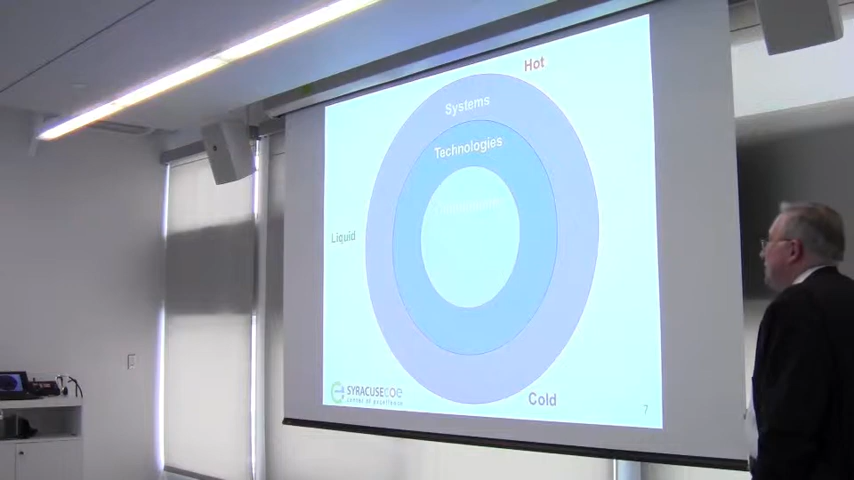 Hot
Systems
Technologies
Liquid
SYRACUSECOE
center of excellence
Cold
7